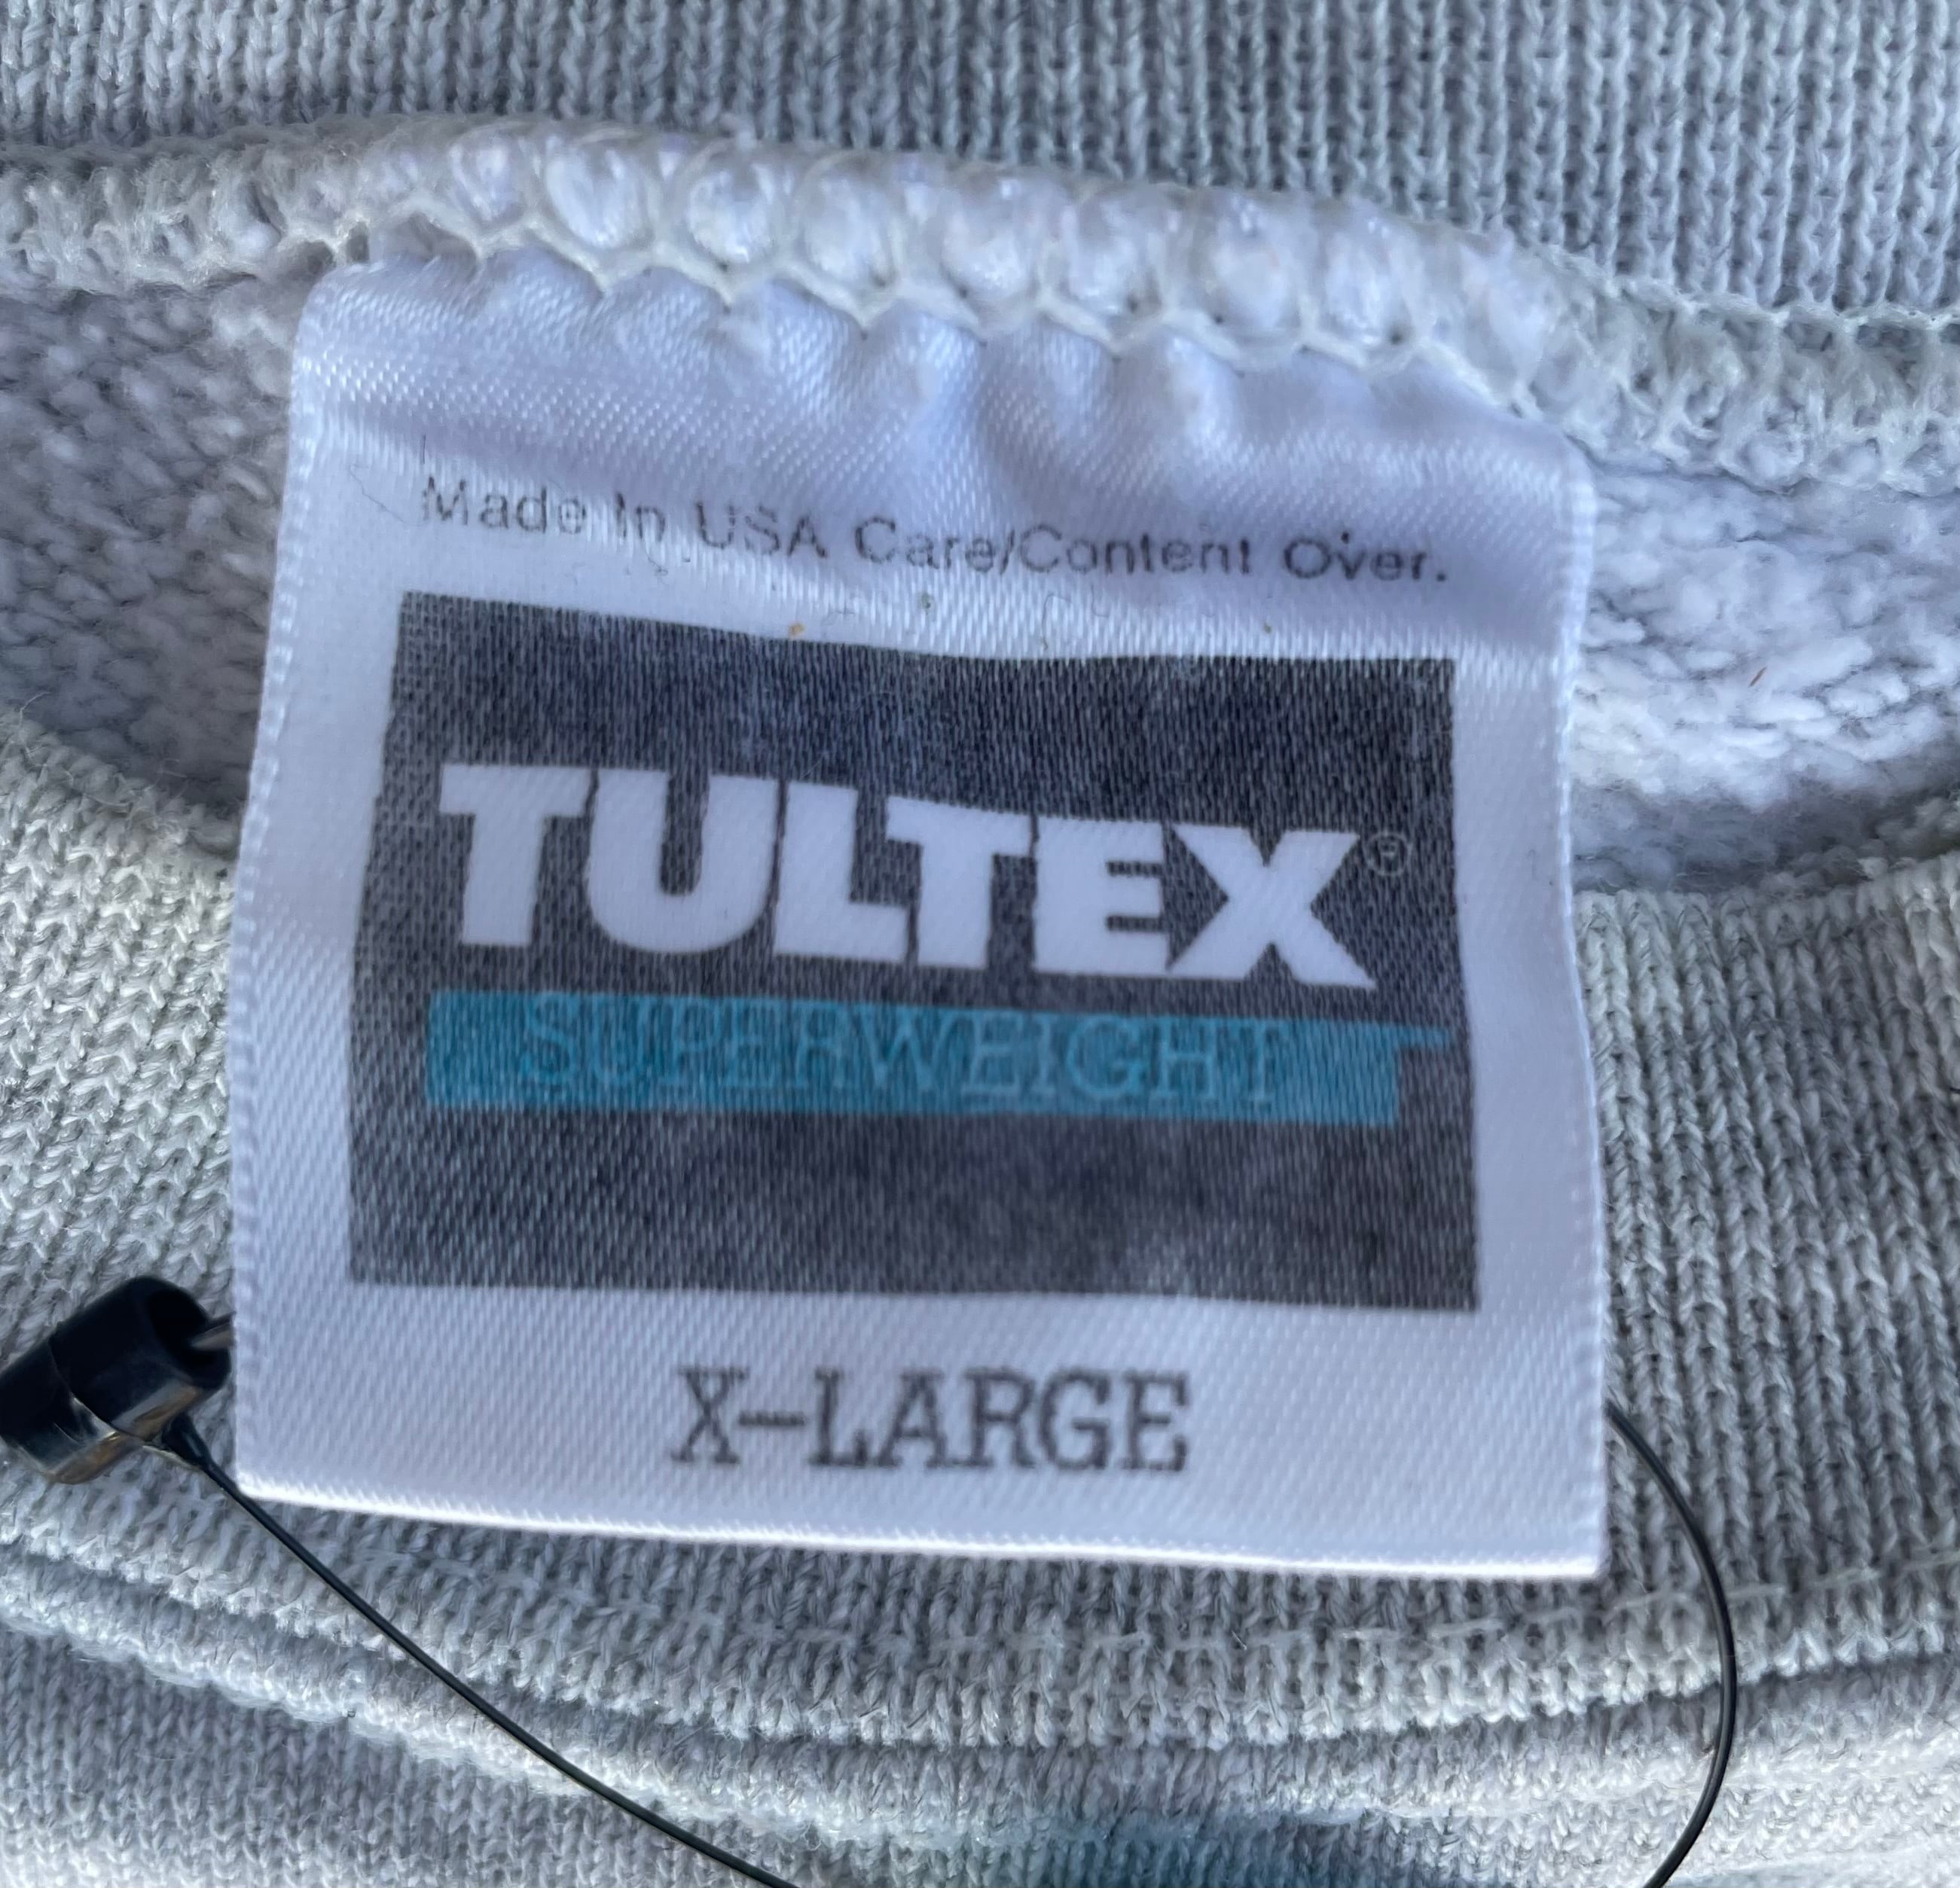 Made In USA Care/Content Over.
TULTEX®
SUPERWEIGHT
X-LARGE